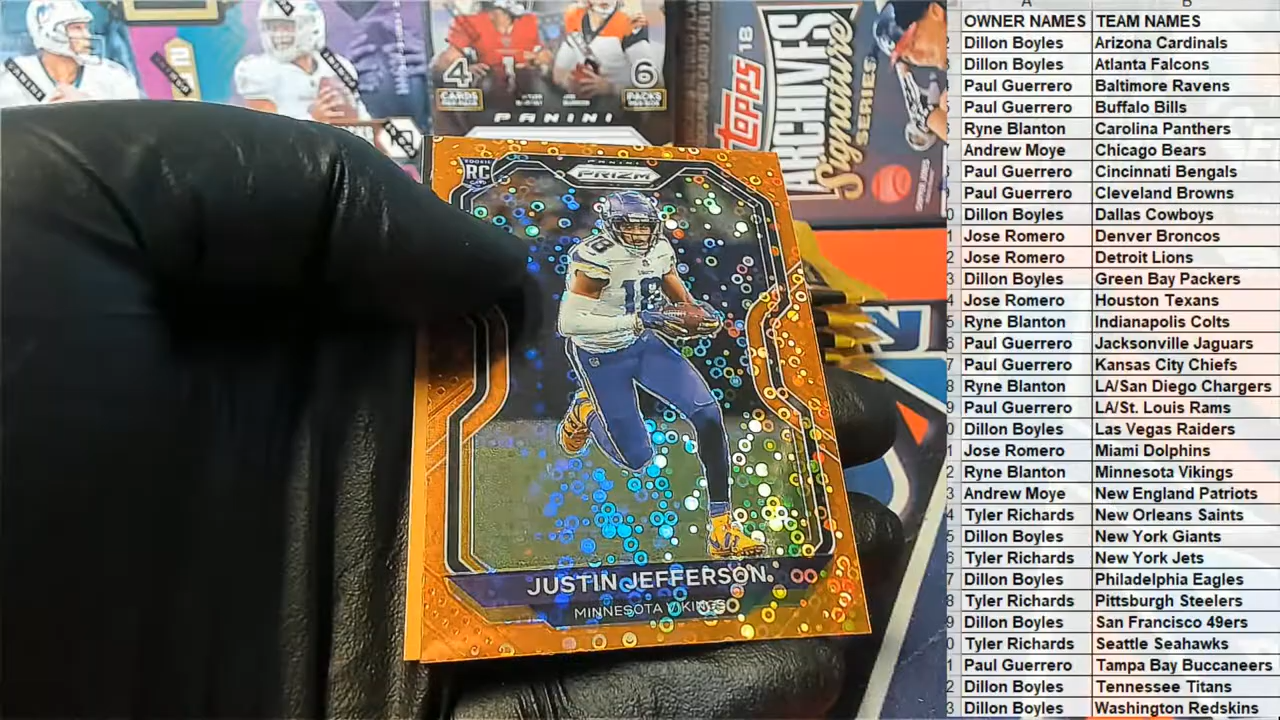 4
CARDS
6
PACKS
PANINI
TOPPS 18
ARCHIVES
Signature
SERIES
ROOKIE
RC
CARD
PANINI
PRIZM
18
18
JUSTIN JEFFERSON
MINNESOTA VIKINGS
A B
OWNER NAMES TEAM NAMES
Dillon Boyles Arizona Cardinals
Dillon Boyles Atlanta Falcons
Paul Guerrero Baltimore Ravens
Paul Guerrero Buffalo Bills
Ryne Blanton Carolina Panthers
Andrew Moye Chicago Bears
Paul Guerrero Cincinnati Bengals
Paul Guerrero Cleveland Browns
Dillon Boyles Dallas Cowboys
Jose Romero Denver Broncos
Jose Romero Detroit Lions
Dillon Boyles Green Bay Packers
Jose Romero Houston Texans
Ryne Blanton Indianapolis Colts
Paul Guerrero Jacksonville Jaguars
Paul Guerrero Kansas City Chiefs
Ryne Blanton LA/San Diego Chargers
Paul Guerrero LA/St. Louis Rams
Dillon Boyles Las Vegas Raiders
Jose Romero Miami Dolphins
Ryne Blanton Minnesota Vikings
Andrew Moye New England Patriots
Tyler Richards New Orleans Saints
Dillon Boyles New York Giants
Tyler Richards New York Jets
Dillon Boyles Philadelphia Eagles
Tyler Richards Pittsburgh Steelers
Dillon Boyles San Francisco 49ers
Tyler Richards Seattle Seahawks
Paul Guerrero Tampa Bay Buccaneers
Dillon Boyles Tennessee Titans
Dillon Boyles Washington Redskins